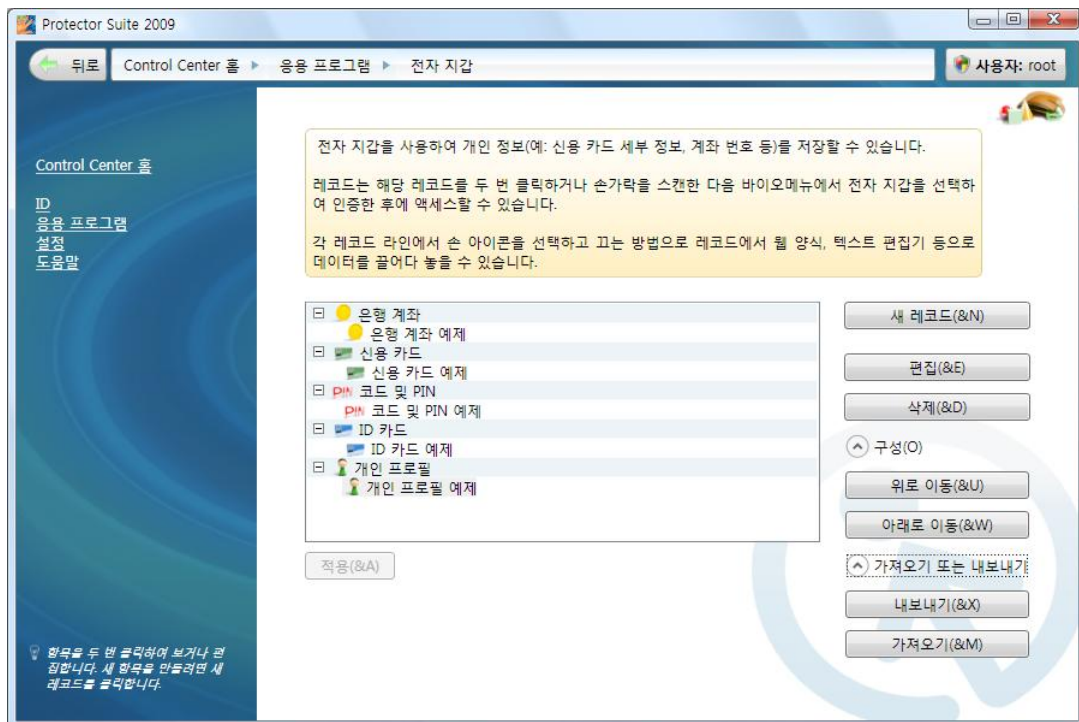 Protector Suite 2009
뒤로
Control Center 홈 ▶ 응용 프로그램 ▶ 전자 지갑
사용자: root
Control Center 홈
ID
응용 프로그램
설정
도움말
전자 지갑을 사용하여 개인 정보(예: 신용 카드 세부 정보, 계좌 번호 등)를 저장할 수 있습니다.
레코드는 해당 레코드를 두 번 클릭하거나 손가락을 스캔한 다음 바이오메뉴에서 전자 지갑을 선택하
여 인증한 후에 액세스할 수 있습니다.
각 레코드 라인에서 손 아이콘을 선택하고 끄는 방법으로 레코드에서 웹 양식, 텍스트 편집기 등으로
데이터를 끌어다 놓을 수 있습니다.
은행 계좌
은행 계좌 예제
신용 카드
신용 카드 예제
PIN 코드 및 PIN
PIN 코드 및 PIN 예제
ID 카드
ID 카드 예제
개인 프로필
개인 프로필 예제
적용(&A)
새 레코드(&N)
편집(&E)
삭제(&D)
구성(O)
위로 이동(&U)
아래로 이동(&W)
가져오기 또는 내보내기
내보내기(&X)
가져오기(&M)
항목을 두 번 클릭하여 보거나 편
집합니다. 새 항목을 만들려면 새
레코드를 클릭합니다.